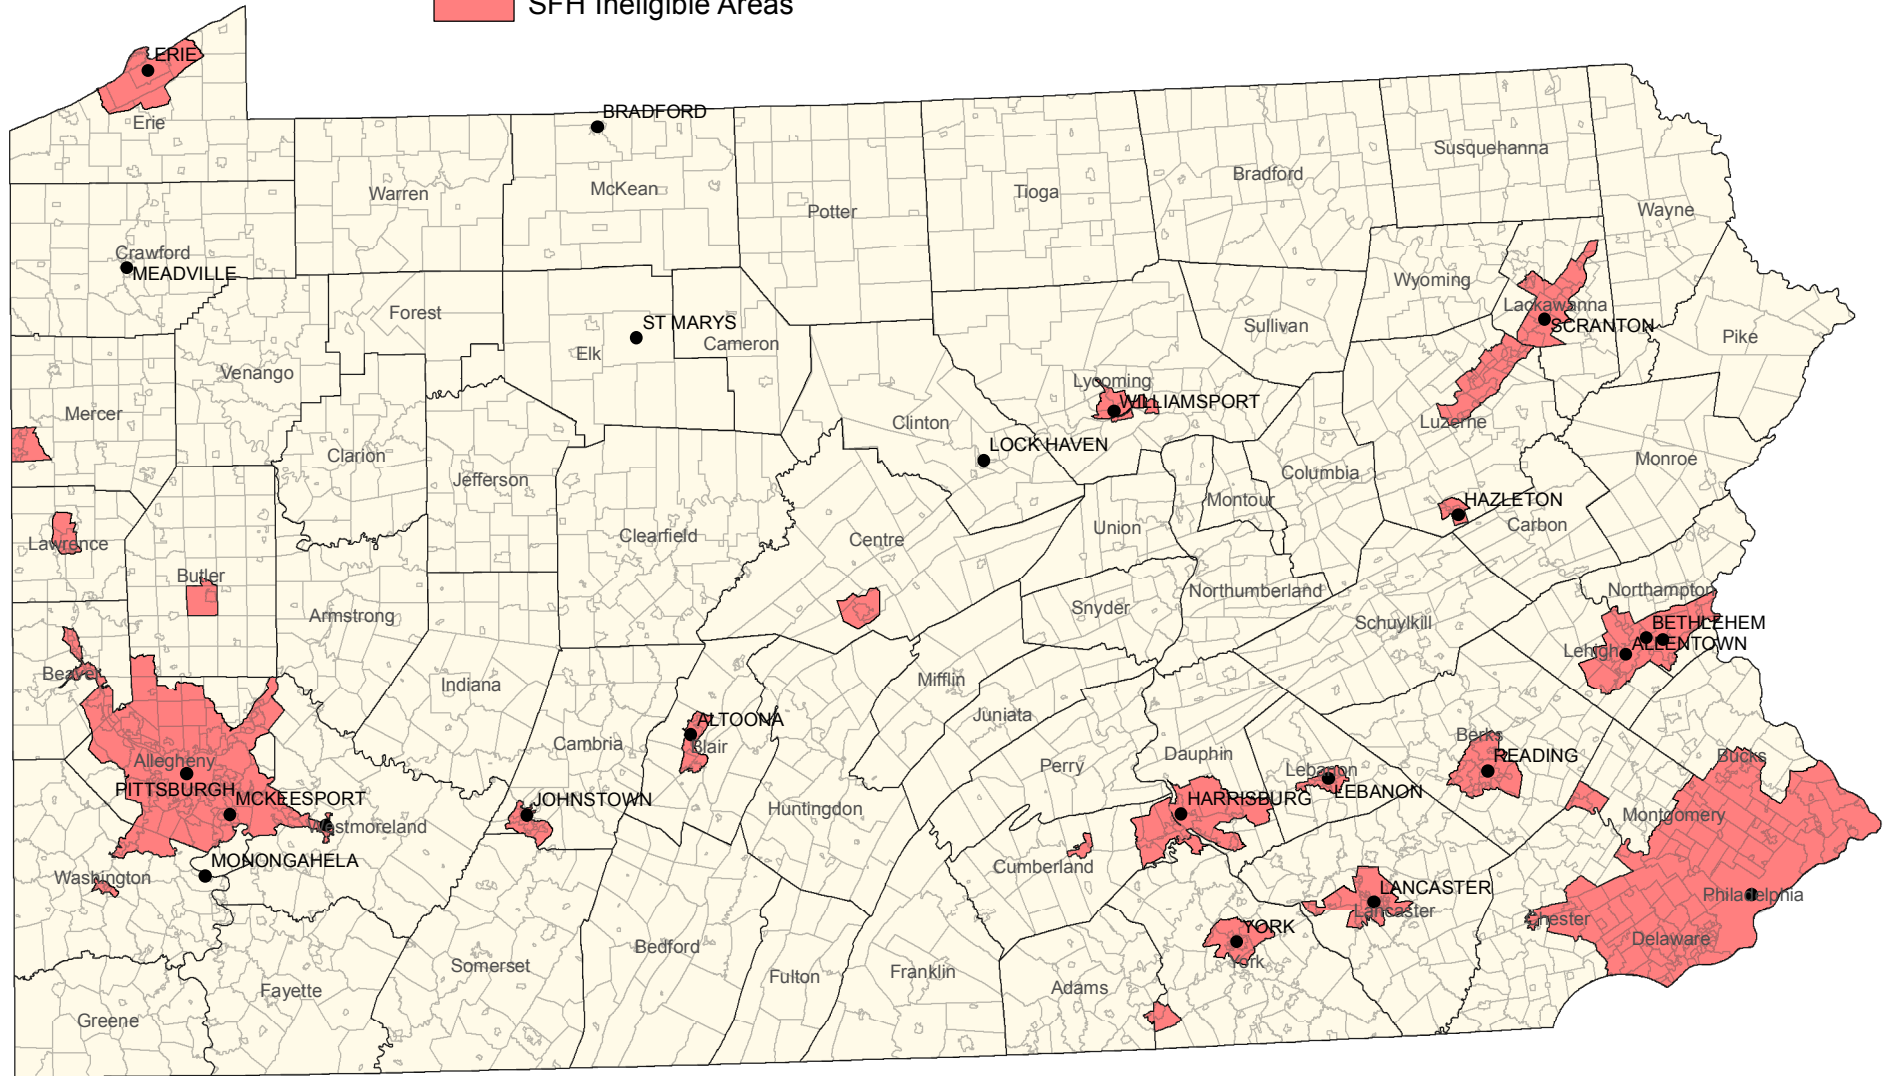 SFH Ineligible Areas
ERIE
Erie
BRADFORD
Warren
McKean
Potter
Tioga
Bradford
Susquehanna
Wayne
Crawford
MEADVILLE
Forest
ST MARYS
Elk
Cameron
Sullivan
Wyoming
Lackawanna
SCRANTON
Pike
Venango
Mercer
Lycoming
WILLIAMSPORT
Clinton
LOCK HAVEN
Luzerne
Clarion
Jefferson
Columbia
Monroe
Montour
HAZLETON
Carbon
Lawrence
Clearfield
Centre
Union
Butler
Armstrong
Snyder
Northumberland
Northampton
Schuylkill
BETHLEHEM
Lehigh
ALLENTOWN
Beaver
Indiana
Mifflin
Juniata
ALTOONA
Blair
Cambria
Dauphin
Berks
READING
Bucks
Allegheny
PITTSBURGH
MCKEESPORT
Perry
Lebanon
LEBANON
JOHNSTOWN
Huntingdon
HARRISBURG
Westmoreland
Montgomery
MONONGAHELA
Washington
Cumberland
LANCASTER
Lancaster
Philadelphia
Chester
YORK
York
Delaware
Bedford
Somerset
Fulton
Franklin
Adams
Fayette
Greene